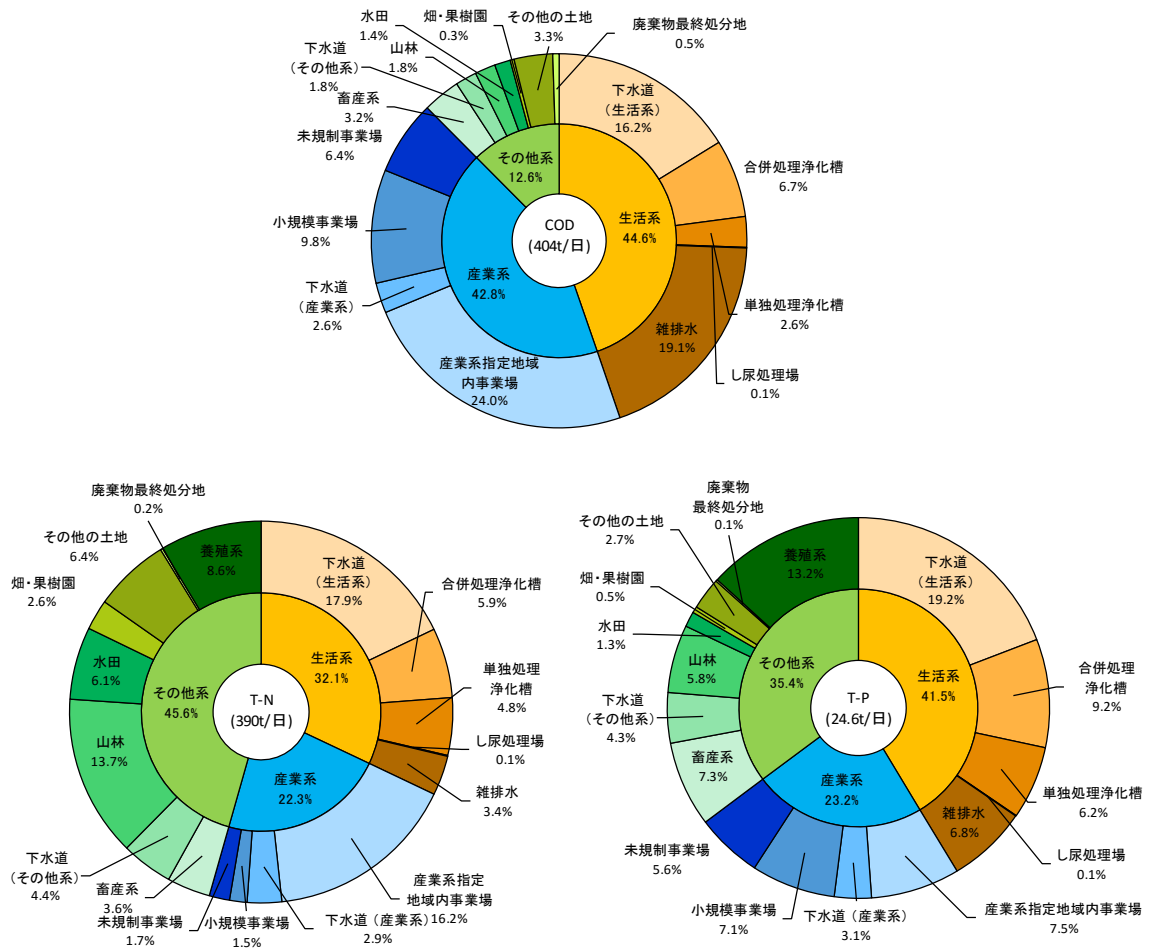 COD
(404t/日)
生活系
44.6%
産業系
42.8%
その他系
12.6%
下水道
(生活系)
16.2%
合併処理浄化槽
6.7%
単独処理浄化槽
2.6%
し尿処理場
0.1%
雑排水
19.1%
産業系指定地域
内事業場
24.0%
下水道
(産業系)
2.6%
小規模事業場
9.8%
未規制事業場
6.4%
畜産系
3.2%
下水道
(その他系)
1.8%
山林
1.8%
水田
1.4%
畑・果樹園
0.3%
その他の土地
3.3%
廃棄物最終処分地
0.5%
T-N
(390t/日)
生活系
32.1%
産業系
22.3%
その他系
45.6%
下水道
(生活系)
17.9%
合併処理浄化槽
5.9%
単独処理
浄化槽
4.8%
し尿処理場
0.1%
雑排水
3.4%
産業系指定
地域内事業場
16.2%
下水道(産業系)
2.9%
小規模事業場
1.5%
未規制事業場
1.7%
畜産系
3.6%
下水道
(その他系)
4.4%
山林
13.7%
水田
6.1%
畑・果樹園
2.6%
その他の土地
6.4%
廃棄物最終処分地
0.2%
養殖系
8.6%
T-P
(24.6t/日)
生活系
41.5%
産業系
23.2%
その他系
35.4%
下水道
(生活系)
19.2%
合併処理
浄化槽
9.2%
単独処理浄化槽
6.2%
し尿処理場
0.1%
雑排水
6.8%
産業系指定地域内事業場
7.5%
下水道(産業系)
3.1%
小規模事業場
7.1%
未規制事業場
5.6%
畜産系
7.3%
下水道
(その他系)
4.3%
山林
5.8%
水田
1.3%
畑・果樹園
0.5%
その他の土地
2.7%
廃棄物
最終処分地
0.1%
養殖系
13.2%